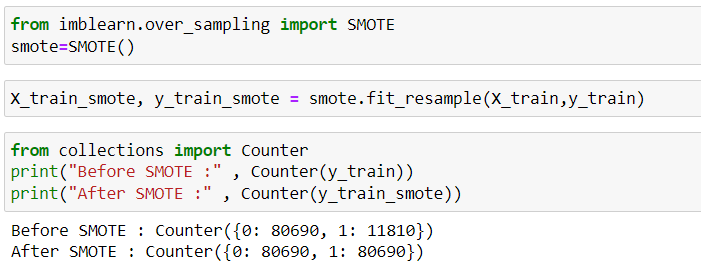 from imblearn.over_sampling import SMOTE
smote=SMOTE()
X_train_smote, y_train_smote = smote.fit_resample(X_train,y_train)
from collections import Counter
print("Before SMOTE :" , Counter(y_train))
print("After SMOTE :" , Counter(y_train_smote))
Before SMOTE : Counter({0: 80690, 1: 11810})
After SMOTE : Counter({0: 80690, 1: 80690})